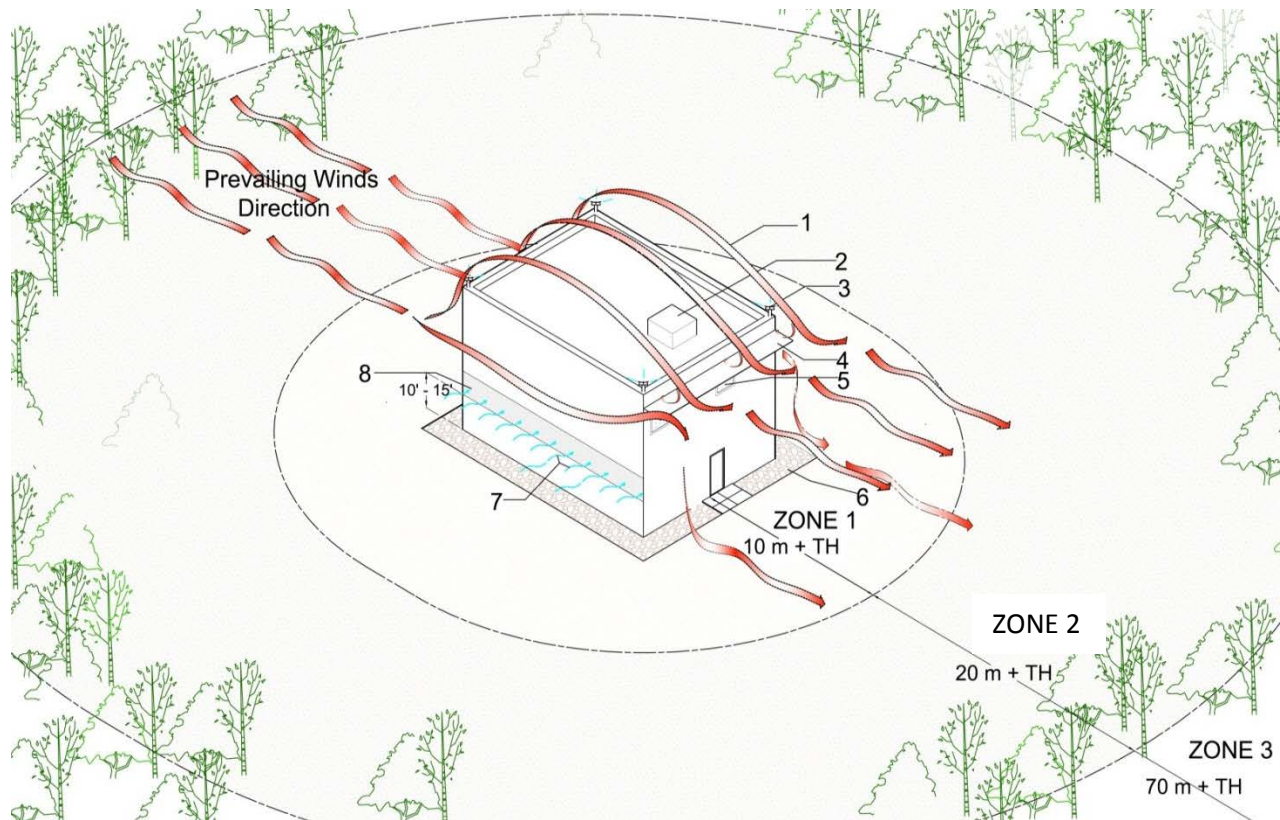 Prevailing Winds
Direction
1
2
3
4
5
8
10' - 15'
7
6
ZONE 1
10 m + TH
ZONE 2
20 m + TH
ZONE 3
70 m + TH